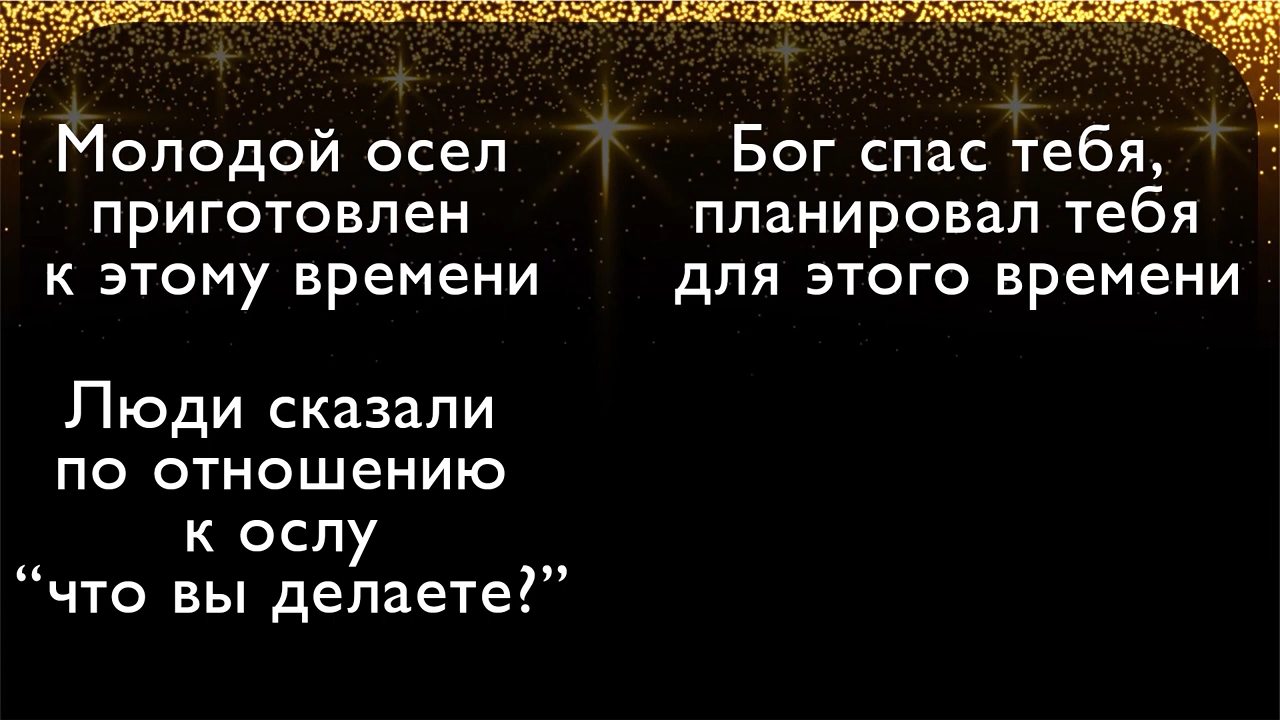 Молодой осел
приготовлен
к этому времени
Бог спас тебя,
планировал тебя
для этого времени
Люди сказали
по отношению
к ослу
“что вы делаете?”